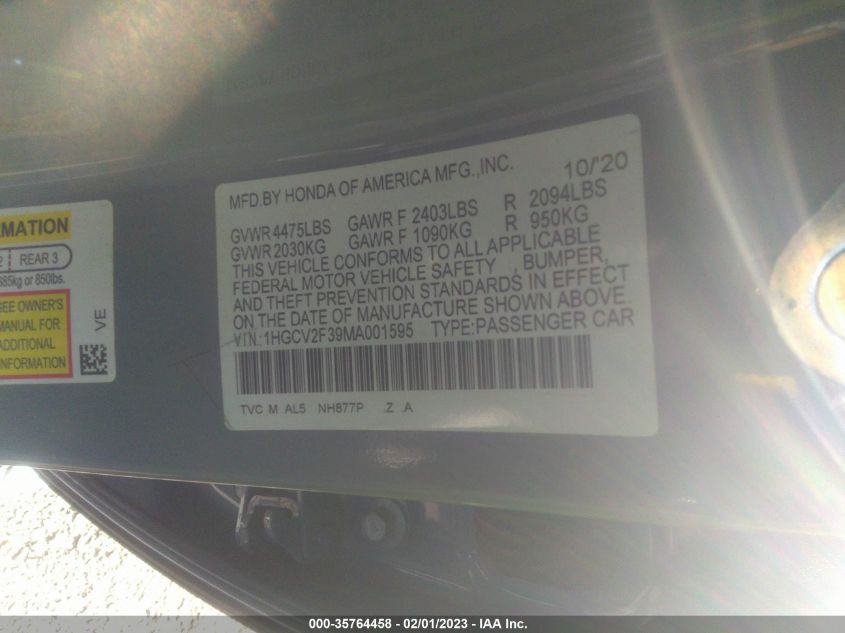 MFD.BY HONDA OF AMERICA MFG.,INC. 10/'20
GVWR 4475LBS GAWR F 2403LBS R 2094LBS
GVWR 2030KG GAWR F 1090KG R 950KG
THIS VEHICLE CONFORMS TO ALL APPLICABLE
FEDERAL MOTOR VEHICLE SAFETY , BUMPER,
AND THEFT PREVENTION STANDARDS IN EFFECT
ON THE DATE OF MANUFACTURE SHOWN ABOVE.
VIN:1HGCV2F39MA001595 TYPE:PASSENGER CAR
TVC M AL5 NH877P .Z .A
RMATION
2 REAR 3
385kg or 850lbs.
SEE OWNER'S
MANUAL FOR
ADDITIONAL
INFORMATION
VE
000-35764458 - 02/01/2023 - IAA Inc.